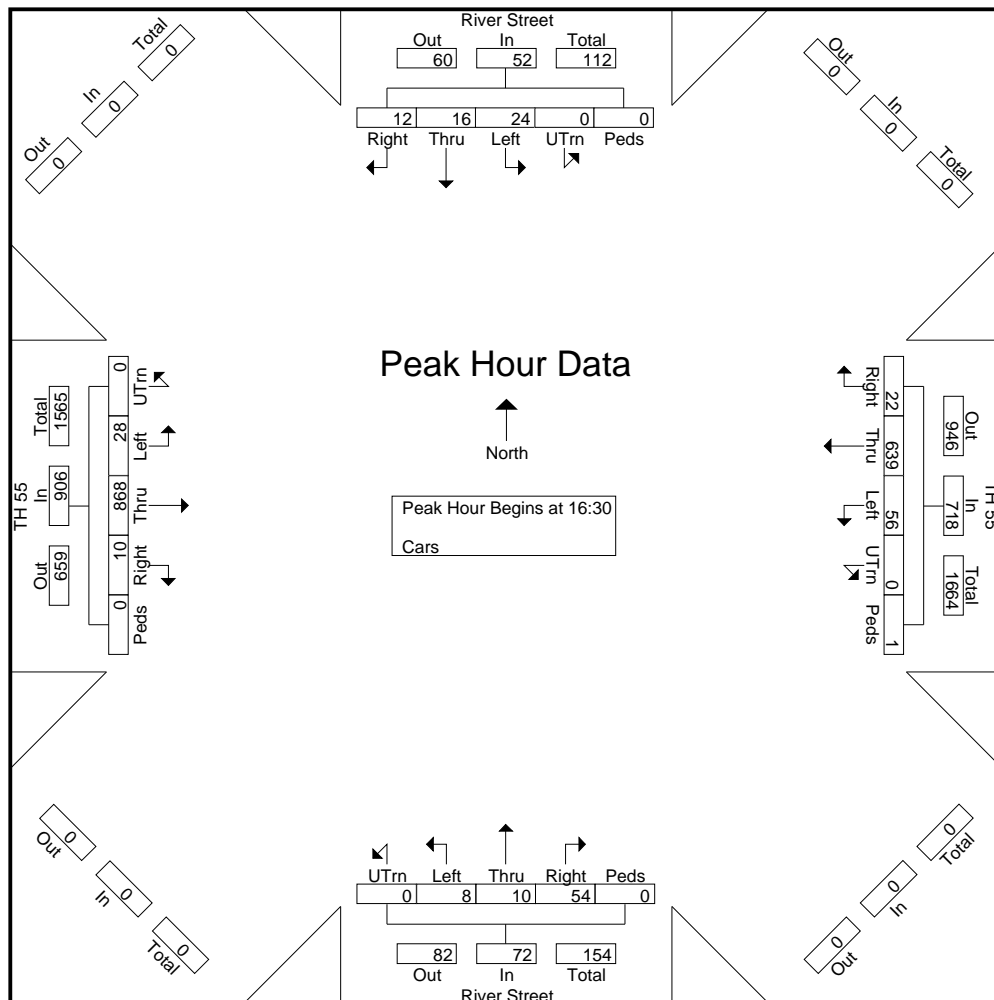 River Street
Out In Total
60 52 112
12 16 24 0 0
Right Thru Left UTrn Peds
Total 0
In 0
Out 0
Out 0
In 0
Total 0
Peak Hour Data
North
Peak Hour Begins at 16:30
Cars
TH 55
Total In Out
1565 906 659
0 28 868 10 0
UTrn Left Thru Right Peds
Right Thru Left UTrn Peds
22 639 56 0 1
Out In Total
946 718 1664
TH 55
UTrn Left Thru Right Peds
0 8 10 54 0
82 72 154
Out In Total
River Street
0 Out
0 In
0 Total
0 Total
0 In
0 Out